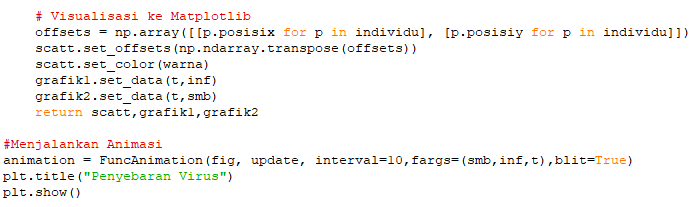 # Visualisasi ke Matplotlib
offsets = np.array([[p.posisix for p in individu], [p.posisiy for p in individu]])
scatt.set_offsets(np.ndarray.transpose(offsets))
scatt.set_color(warna)
grafik1.set_data(t,inf)
grafik2.set_data(t,smb)
return scatt,grafik1,grafik2
#Menjalankan Animasi
animation = FuncAnimation(fig, update, interval=10,fargs=(smb,inf,t),blit=True)
plt.title("Penyebaran Virus")
plt.show()